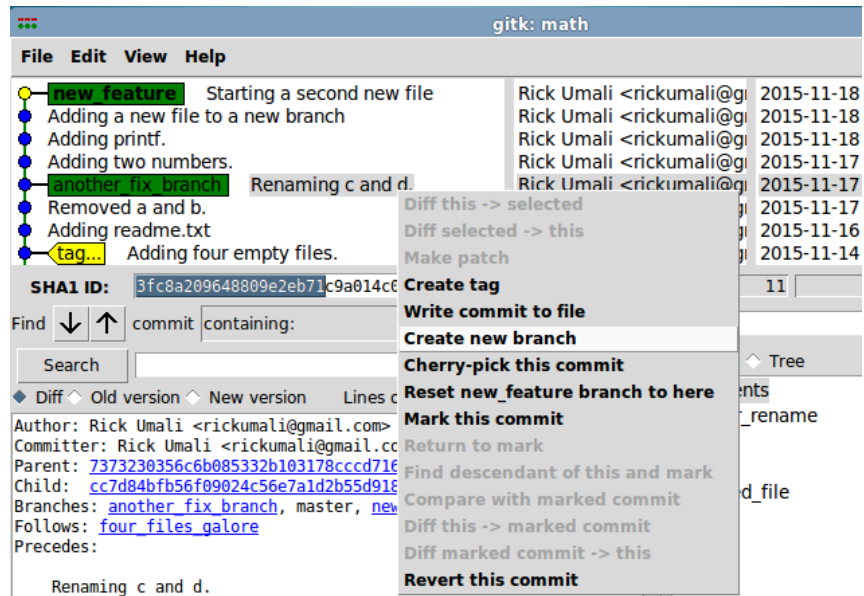 gitk: math
File Edit View Help
new_feature Starting a second new file Rick Umali <rickumali@g 2015-11-18
Adding a new file to a new branch Rick Umali <rickumali@g 2015-11-18
Adding printf. Rick Umali <rickumali@g 2015-11-18
Adding two numbers. Rick Umali <rickumali@g 2015-11-17
another_fix_branch Renaming c and d. Rick Umali <rickumali@g 2015-11-17
Removed a and b. 2015-11-17
Adding readme.txt 2015-11-16
tag... Adding four empty files. 2015-11-14
Diff this -> selected
Diff selected -> this
Make patch
Create tag
Write commit to file
Create new branch
Cherry-pick this commit
Reset new_feature branch to here
Mark this commit
Return to mark
Find descendant of this and mark
Compare with marked commit
Diff this -> marked commit
Diff marked commit -> this
Revert this commit
SHA1 ID: 3fc8a209648809e2eb71c9a014c0 11
Find commit containing:
Search
Diff Old version New version Lines Tree
Author: Rick Umali <rickumali@gmail.com>
Committer: Rick Umali <rickumali@gmail.co
Parent: 7373230356c6b085332b103178cccd716
Child: cc7d84bfb56f09024c56e7a1d2b55d918
Branches: another_fix_branch, master, new
Follows: four_files_galore
Precedes:
Renaming c and d.
ents
r_rename
d_file